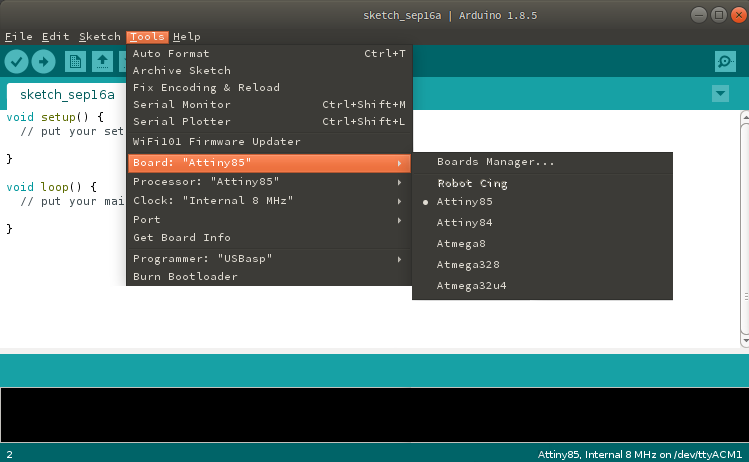 sketch_sep16a | Arduino 1.8.5
File Edit Sketch Tools Help
sketch_sep16a
void setup() {
// put your set
}
void loop() {
// put your mai
}
Auto Format Ctrl+T
Archive Sketch
Fix Encoding & Reload
Serial Monitor Ctrl+Shift+M
Serial Plotter Ctrl+Shift+L
WiFi101 Firmware Updater
Board: "Attiny85"
Processor: "Attiny85"
Clock: "Internal 8 MHz"
Port
Get Board Info
Programmer: "USBasp"
Burn Bootloader
Boards Manager...
Robot Cing
Attiny85
Attiny84
Atmega8
Atmega328
Atmega32u4
2
Attiny85, Internal 8 MHz on /dev/ttyACM1